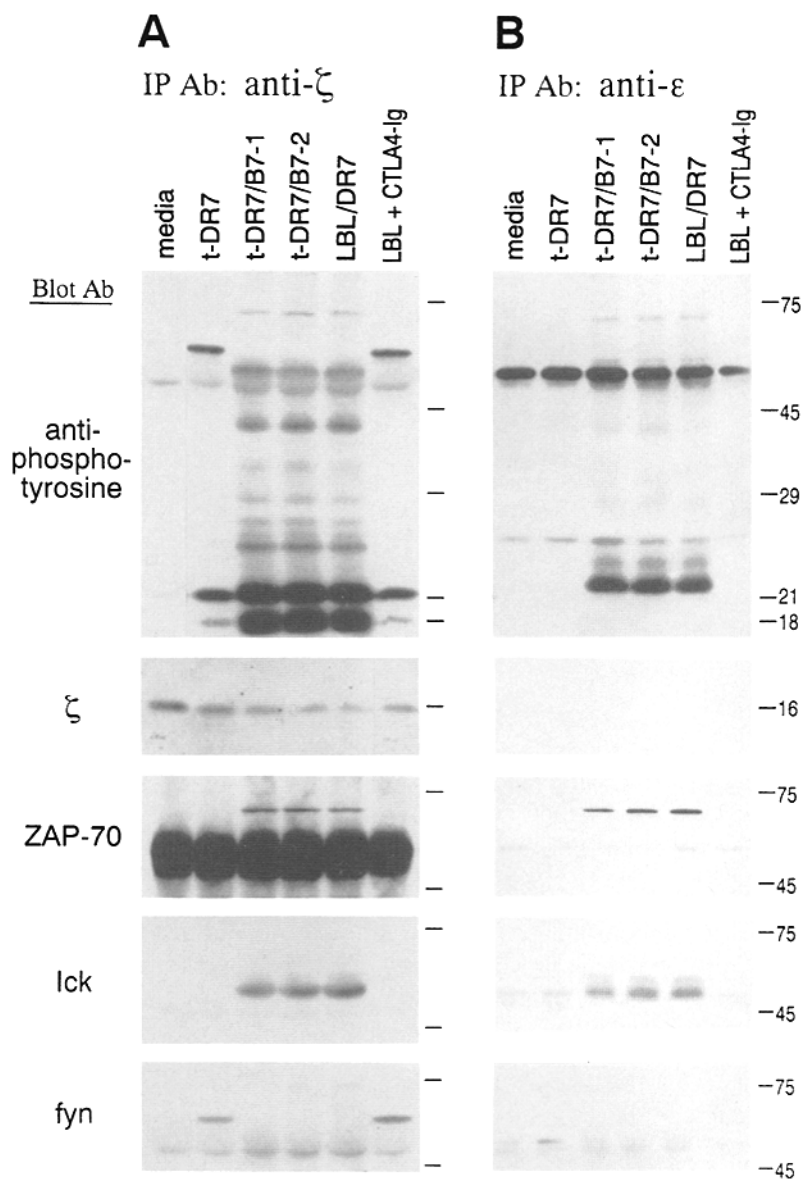 A
B
IP Ab: anti-ζ
IP Ab: anti-ε
media
t-DR7
t-DR7/B7-1
t-DR7/B7-2
LBL/DR7
LBL + CTLA4-Ig
media
t-DR7
t-DR7/B7-1
t-DR7/B7-2
LBL/DR7
LBL + CTLA4-Ig
Blot Ab
anti-
phospho-
tyrosine
75
45
29
21
18
ζ
16
ZAP-70
75
45
lck
75
45
fyn
75
45